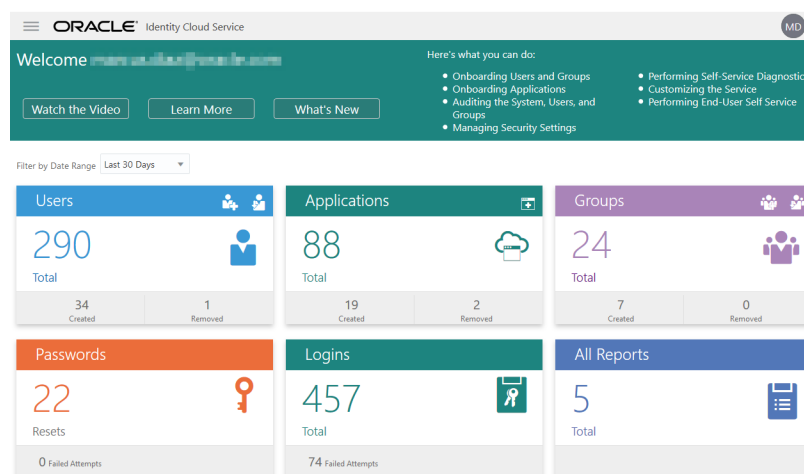 ORACLE® Identity Cloud Service
MD
Welcome
Here's what you can do:
Onboarding Users and Groups
Onboarding Applications
Auditing the System, Users, and
Groups
Managing Security Settings
Performing Self-Service Diagnostic
Customizing the Service
Performing End-User Self Service
Watch the Video
Learn More
What's New
Filter by Date Range Last 30 Days
Users
290
Total
34
Created
1
Removed
Applications
88
Total
19
Created
2
Removed
Groups
24
Total
7
Created
0
Removed
Passwords
22
Resets
0 Failed Attempts
Logins
457
Total
74 Failed Attempts
All Reports
5
Total